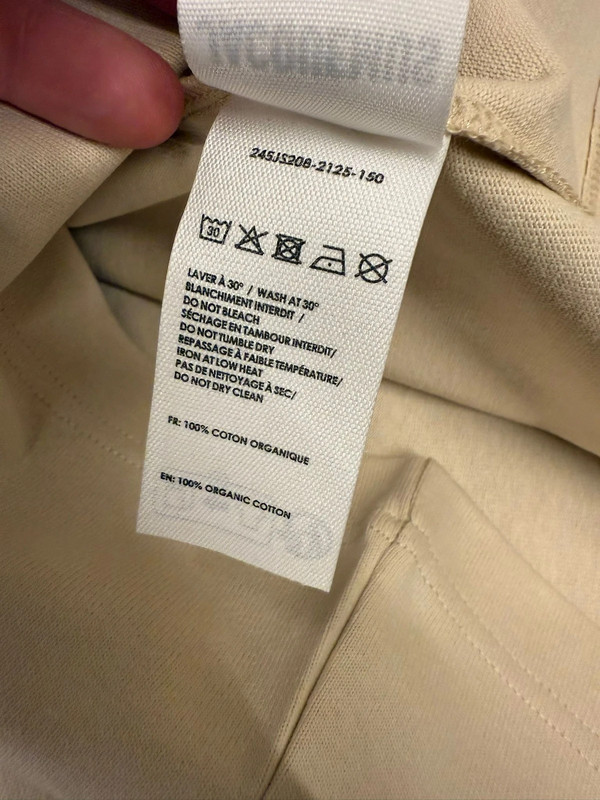 245JS208-2125-150
30
LAVER À 30° / WASH AT 30°
BLANCHIMENT INTERDIT /
DO NOT BLEACH
SÉCHAGE EN TAMBOUR INTERDIT/
DO NOT TUMBLE DRY
REPASSAGE À FAIBLE TEMPÉRATURE/
IRON AT LOW HEAT
PAS DE NETTOYAGE À SEC/
DO NOT DRY CLEAN
FR: 100% COTON ORGANIQUE
EN: 100% ORGANIC COTTON